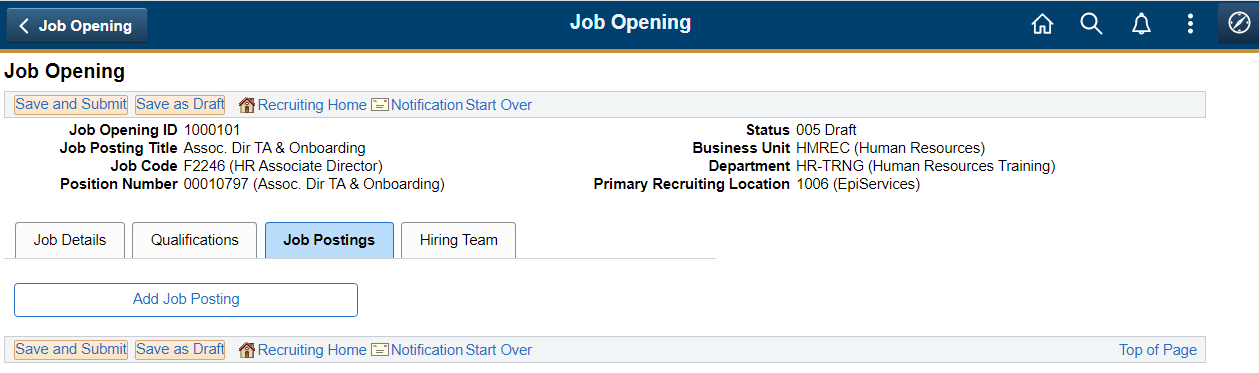 Job Opening Job Opening
Job Opening
Save and Submit Save as Draft Recruiting Home Notification Start Over
Job Opening ID 1000101 Status 005 Draft
Job Posting Title Assoc. Dir TA & Onboarding Business Unit HMREC (Human Resources)
Job Code F2246 (HR Associate Director) Department HR-TRNG (Human Resources Training)
Position Number 00010797 (Assoc. Dir TA & Onboarding) Primary Recruiting Location 1006 (EpiServices)
Job Details Qualifications Job Postings Hiring Team
Add Job Posting
Save and Submit Save as Draft Recruiting Home Notification Start Over Top of Page